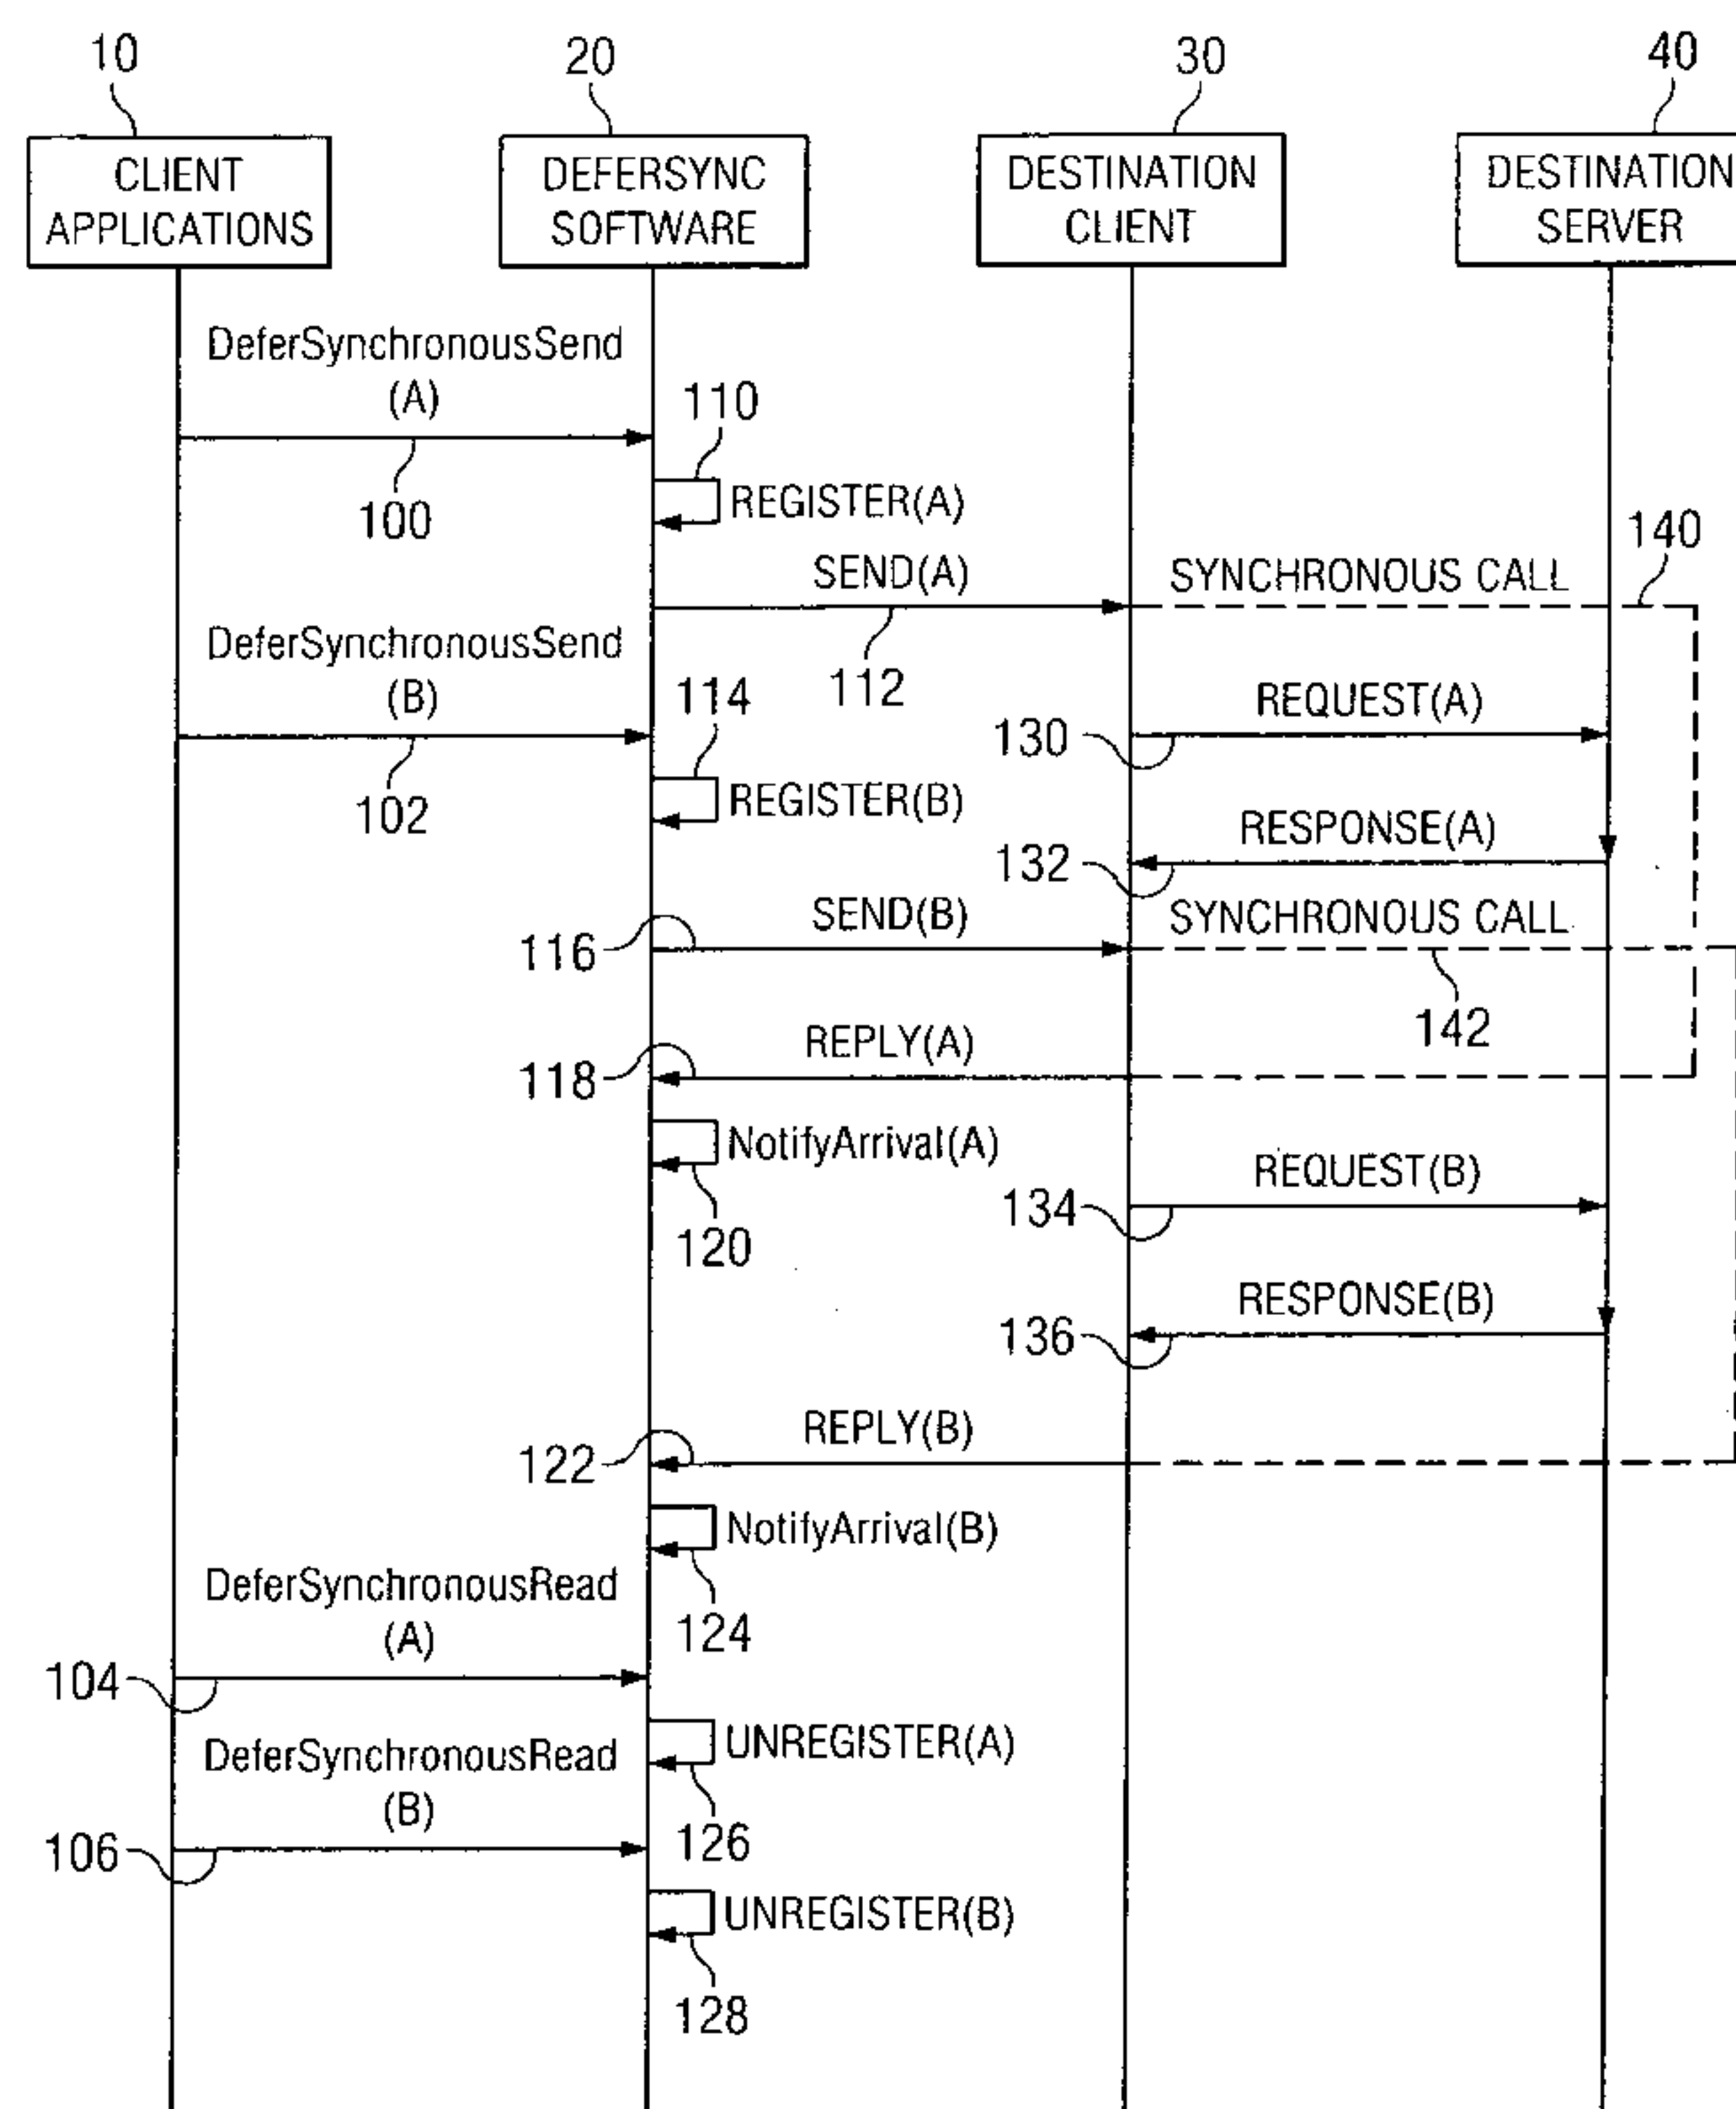 10
20
30
40
CLIENT
APPLICATIONS
DEFERSYNC
SOFTWARE
DESTINATION
CLIENT
DESTINATION
SERVER
DeferSynchronousSend
(A)
100
110
REGISTER(A)
SEND(A)
112
SYNCHRONOUS CALL
140
DeferSynchronousSend
(B)
102
114
REGISTER(B)
REQUEST(A)
130
RESPONSE(A)
132
SEND(B)
116
SYNCHRONOUS CALL
142
REPLY(A)
118
NotifyArrival(A)
120
REQUEST(B)
134
RESPONSE(B)
136
REPLY(B)
122
NotifyArrival(B)
124
DeferSynchronousRead
(A)
104
UNREGISTER(A)
126
DeferSynchronousRead
(B)
106
UNREGISTER(B)
128